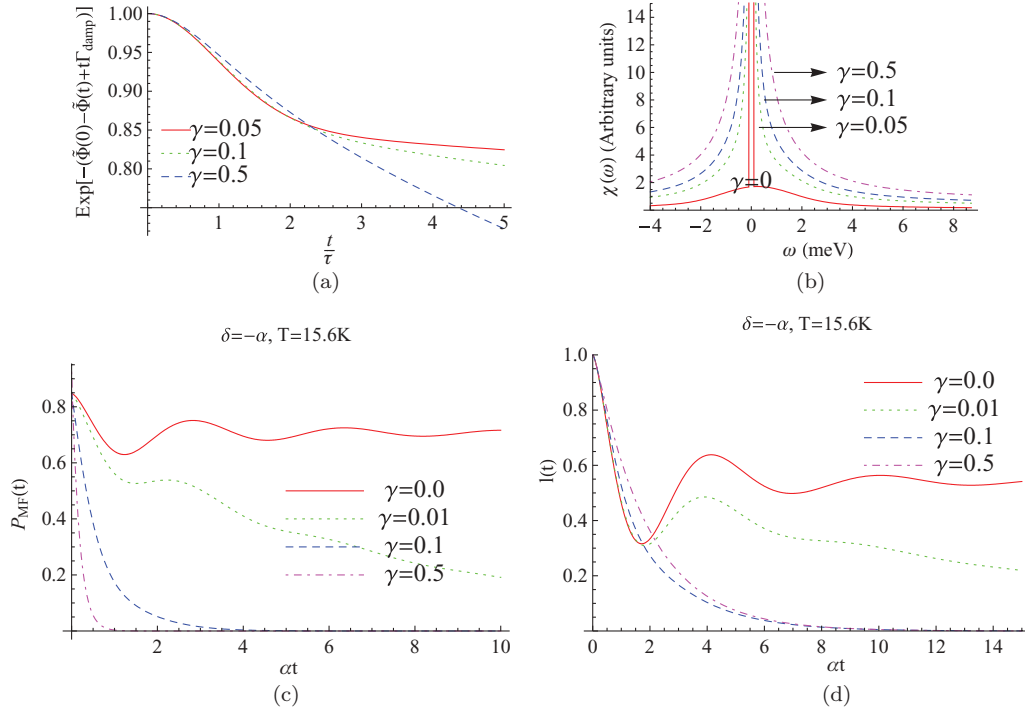 Exp[−(Φ̃(0)−Φ̃(t)+tΓdamp)]
1.00
0.95
0.90
0.85
0.80
γ=0.05
γ=0.1
γ=0.5
0 1 2 3 4 5
t/τ
(a)
χ(ω) (Arbitrary units)
14
12
10
8
6
4
2
γ=0.5
γ=0.1
γ=0.05
γ=0
−4 −2 0 2 4 6 8
ω (meV)
(b)
δ=−α, T=15.6K
P_MF(t)
0.8
0.6
0.4
0.2
γ=0.0
γ=0.01
γ=0.1
γ=0.5
0 2 4 6 8 10
αt
(c)
δ=−α, T=15.6K
l(t)
1.0
0.8
0.6
0.4
0.2
γ=0.0
γ=0.01
γ=0.1
γ=0.5
0 2 4 6 8 10 12 14
αt
(d)